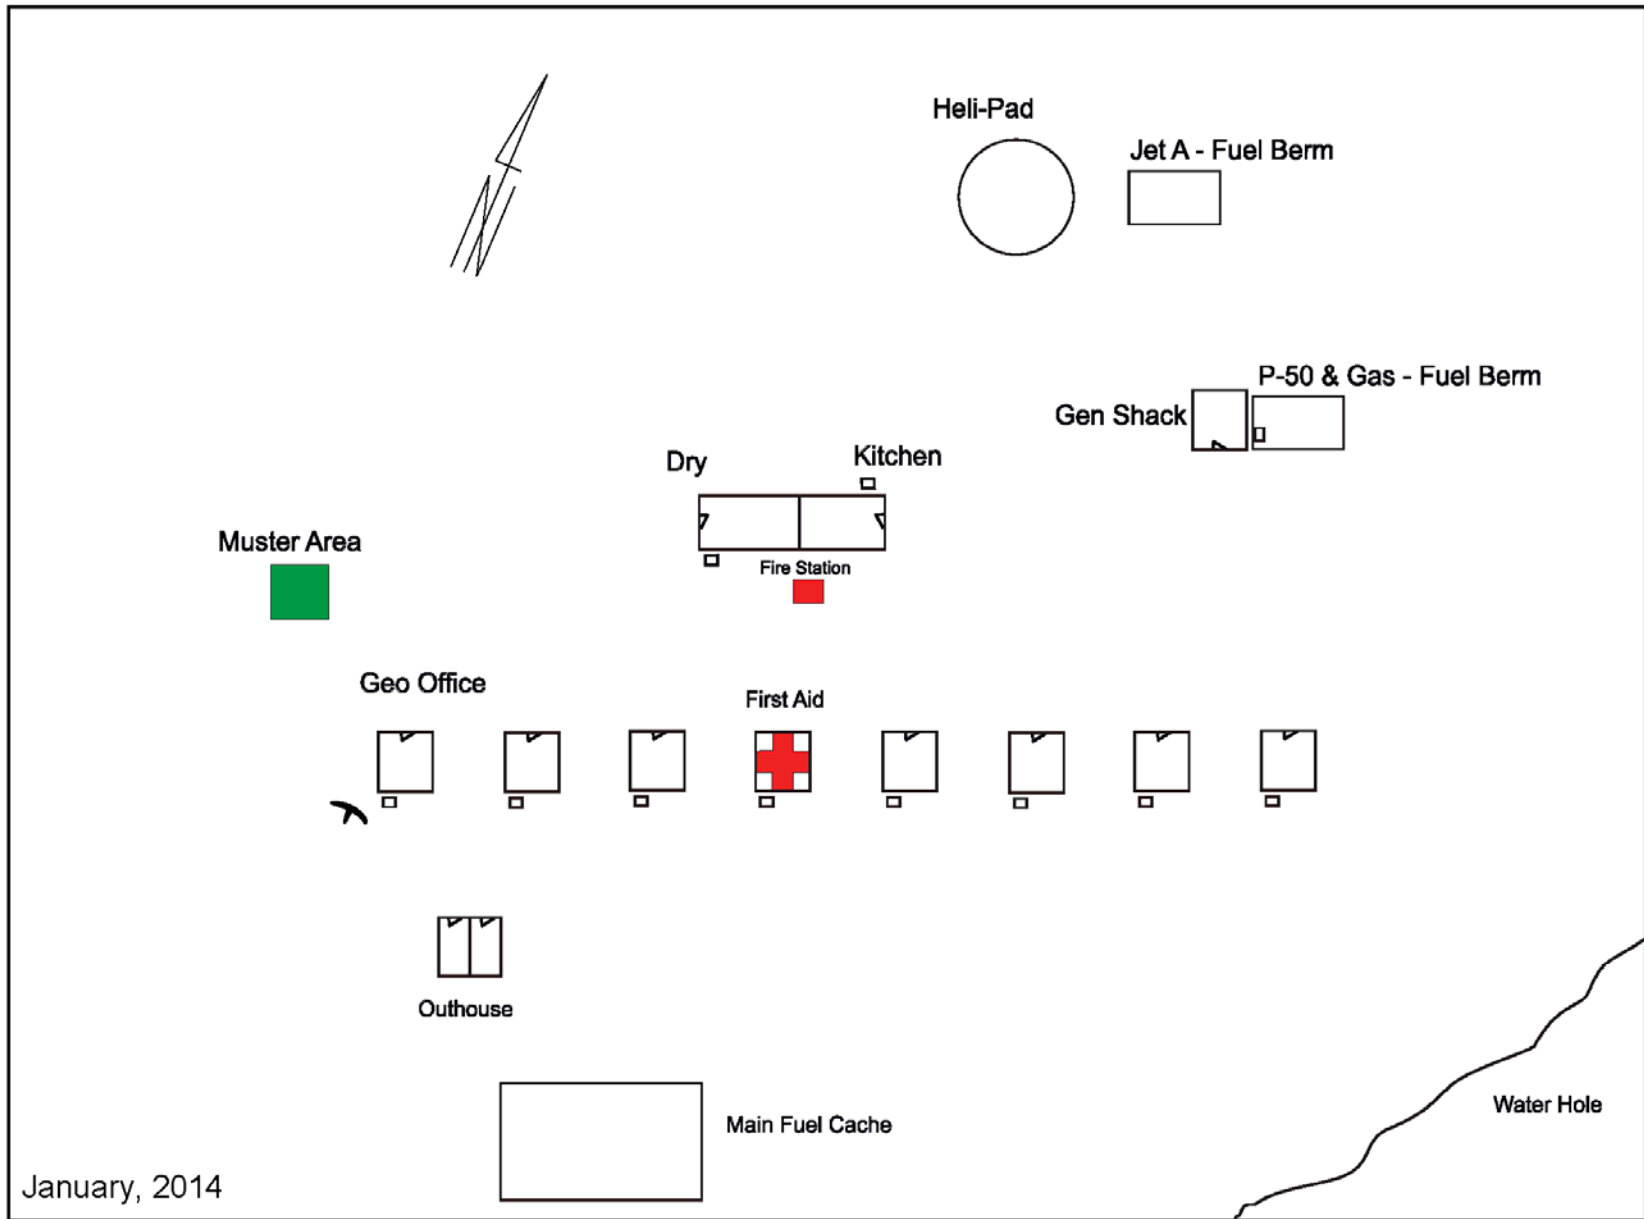 Heli-Pad
Jet A - Fuel Berm
P-50 & Gas - Fuel Berm
Gen Shack
Kitchen
Dry
Muster Area
Fire Station
Geo Office
First Aid
Outhouse
Water Hole
Main Fuel Cache
January, 2014